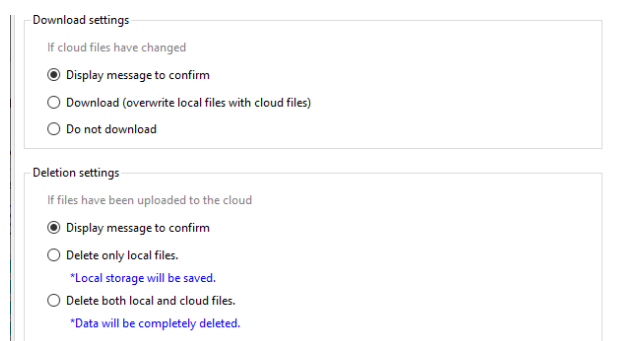 Download settings
If cloud files have changed
Display message to confirm
Download (overwrite local files with cloud files)
Do not download
Deletion settings
If files have been uploaded to the cloud
Display message to confirm
Delete only local files.
*Local storage will be saved.
Delete both local and cloud files.
*Data will be completely deleted.